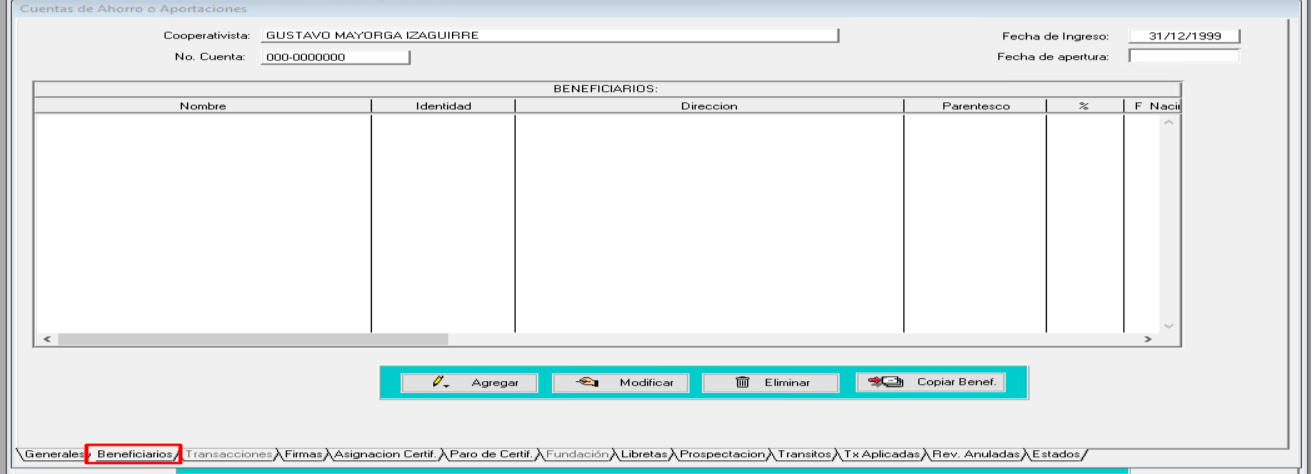 Cuentas de Ahorro o Aportaciones
Cooperativista: GUSTAVO MAYORGA IZAGUIRRE Fecha de Ingreso: 31/12/1999
No. Cuenta: 000-0000000 Fecha de apertura:
BENEFICIARIOS:
Nombre Identidad Direccion Parentesco % F Naci
Agregar Modificar Eliminar Copiar Benef.
Generales Beneficiarios Transacciones Firmas Asignacion Certif. Paro de Certif. Fundación Libretas Prospectacion Transitos Tx Aplicadas Rev. Anuladas Estados